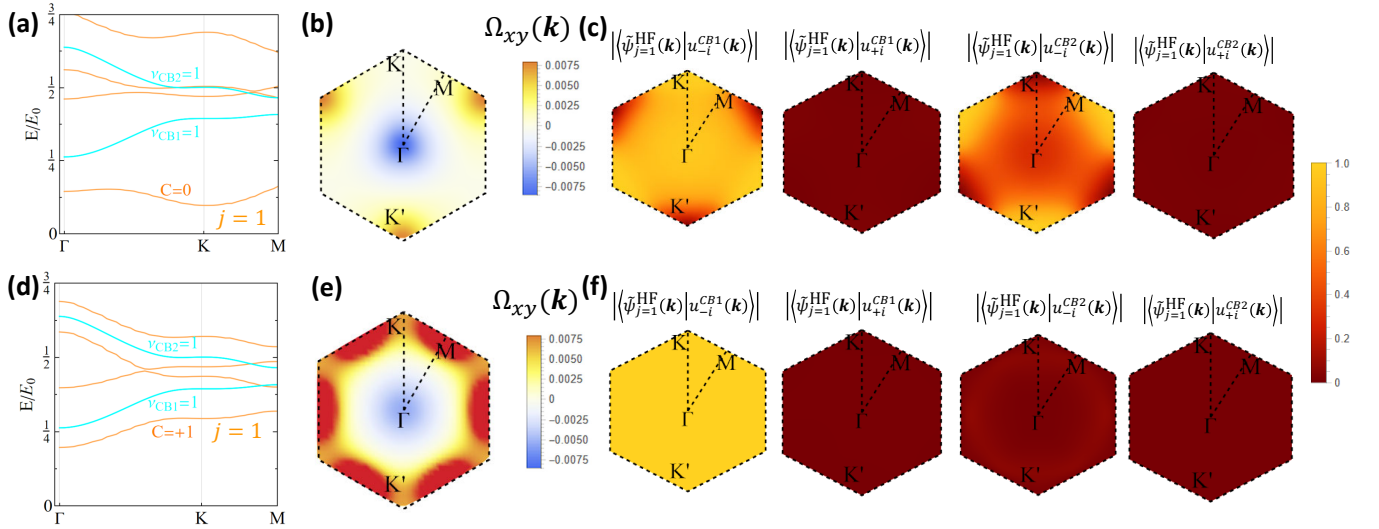 (a)
3/4
1/2
1/4
0
E/E₀
ν_CB2=1
ν_CB1=1
C=0
j = 1
Γ
K
M
(b)
Ω_xy(k)
K
M
Γ
K'
0.0075
0.0050
0.0025
0
−0.0025
−0.0050
−0.0075
(c)
|⟨ψ̃^HF_j=1(k)|u^CB1_−i(k)⟩|
|⟨ψ̃^HF_j=1(k)|u^CB1_+i(k)⟩|
|⟨ψ̃^HF_j=1(k)|u^CB2_−i(k)⟩|
|⟨ψ̃^HF_j=1(k)|u^CB2_+i(k)⟩|
K
M
Γ
K'
K
M
Γ
K'
K
M
Γ
K'
K
M
Γ
K'
1.0
0.8
0.6
0.4
0.2
0
(d)
3/4
1/2
1/4
0
E/E₀
ν_CB2=1
ν_CB1=1
C=+1
j = 1
Γ
K
M
(e)
Ω_xy(k)
K
M
Γ
K'
0.0075
0.0050
0.0025
0
−0.0025
−0.0050
−0.0075
(f)
|⟨ψ̃^HF_j=1(k)|u^CB1_−i(k)⟩|
|⟨ψ̃^HF_j=1(k)|u^CB1_+i(k)⟩|
|⟨ψ̃^HF_j=1(k)|u^CB2_−i(k)⟩|
|⟨ψ̃^HF_j=1(k)|u^CB2_+i(k)⟩|
K
M
Γ
K'
K
M
Γ
K'
K
M
Γ
K'
K
M
Γ
K'